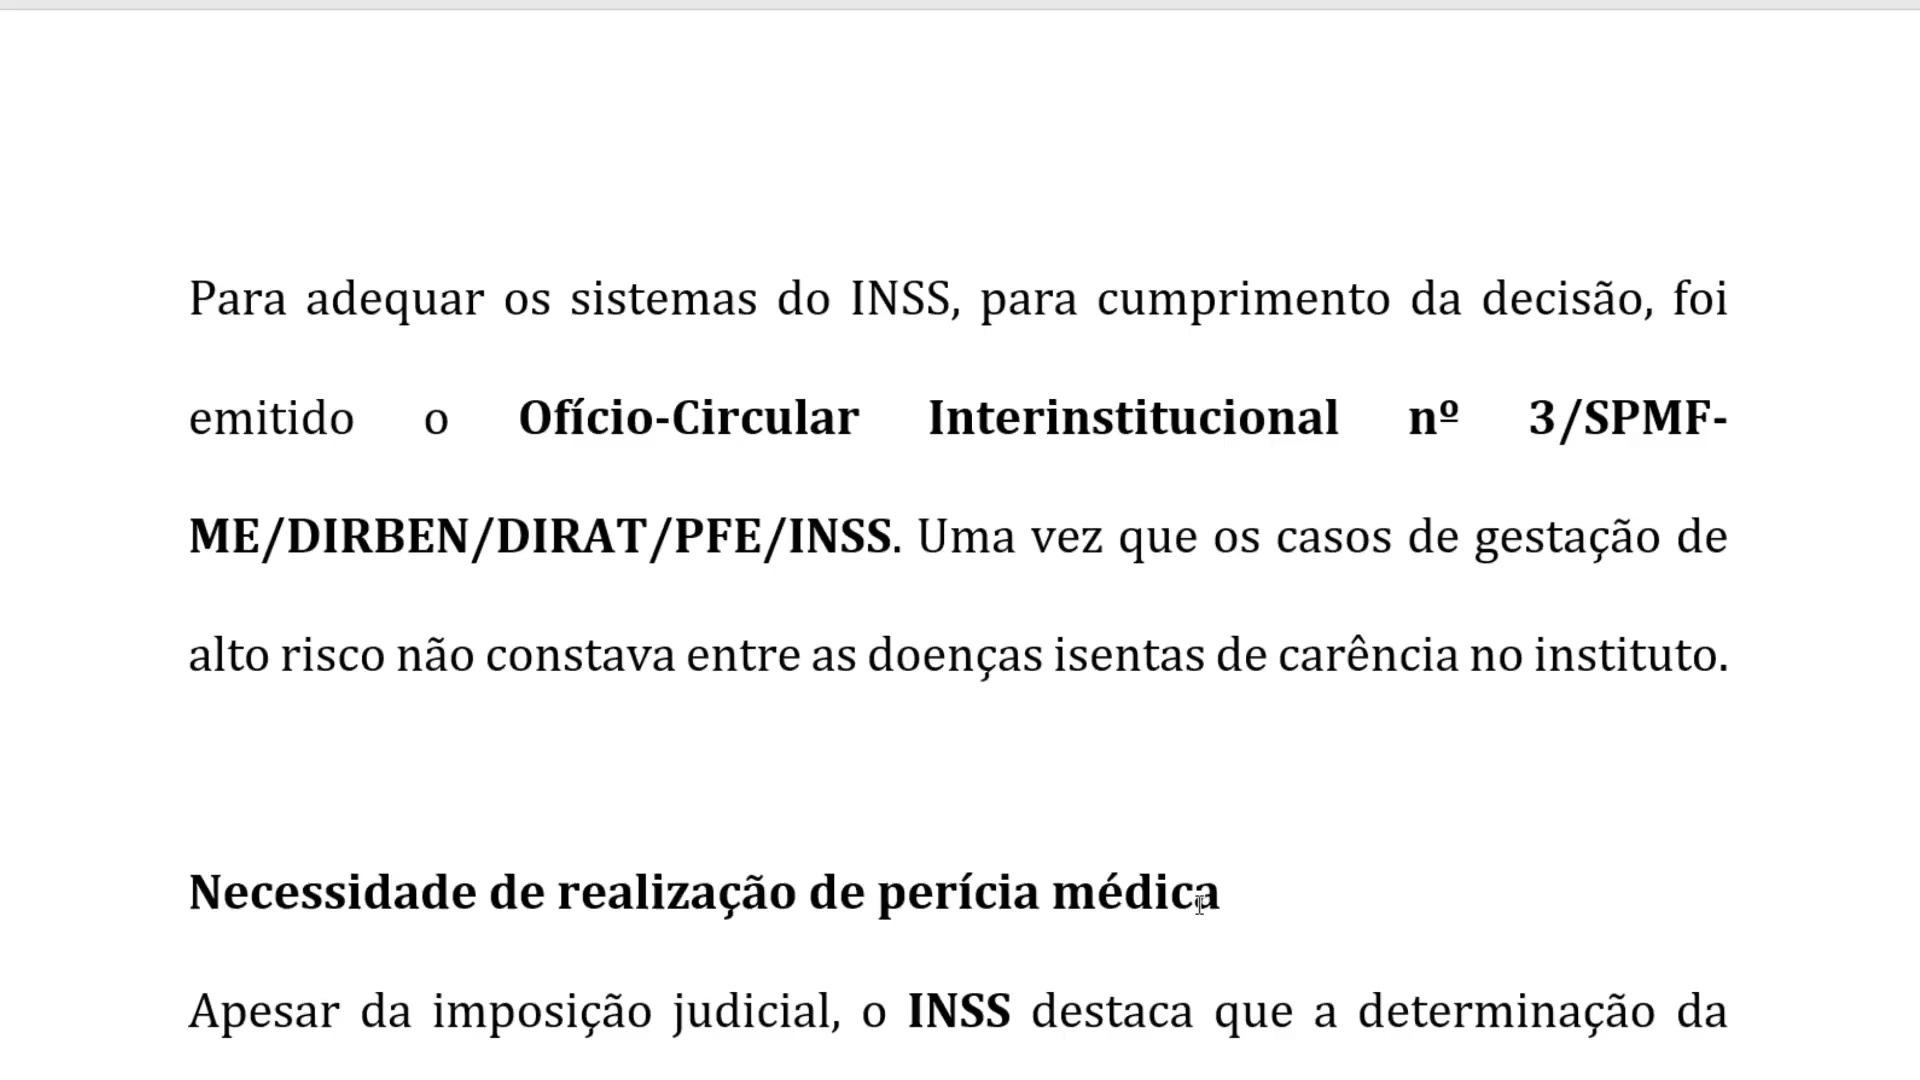 Para adequar os sistemas do INSS, para cumprimento da decisão, foi
emitido o Ofício-Circular Interinstitucional nº 3/SPMF-
ME/DIRBEN/DIRAT/PFE/INSS. Uma vez que os casos de gestação de
alto risco não constava entre as doenças isentas de carência no instituto.
Necessidade de realização de perícia médica
Apesar da imposição judicial, o INSS destaca que a determinação da